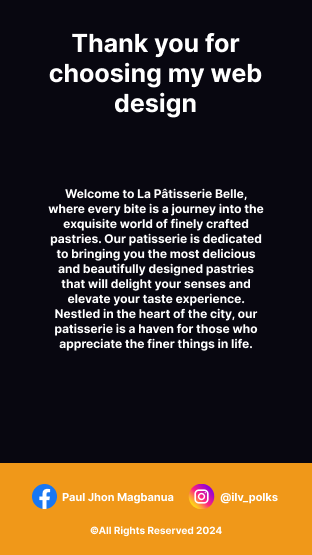 Thank you for
choosing my web
design
Welcome to La Pâtisserie Belle,
where every bite is a journey into the
exquisite world of finely crafted
pastries. Our patisserie is dedicated
to bringing you the most delicious
and beautifully designed pastries
that will delight your senses and
elevate your taste experience.
Nestled in the heart of the city, our
patisserie is a haven for those who
appreciate the finer things in life.
Paul Jhon Magbanua @ilv_polks
©All Rights Reserved 2024